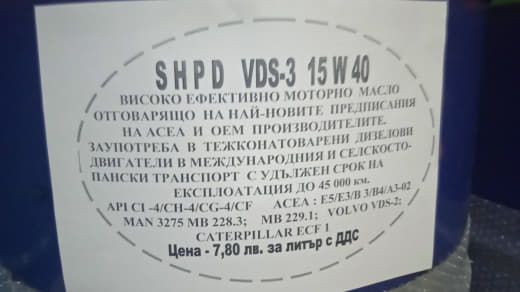 SHPD VDS-3 15W40
ВИСОКО ЕФЕКТИВНО МОТОРНО МАСЛО
ОТГОВАРЯЩО НА НАЙ-НОВИТЕ ПРЕДПИСАНИЯ
НА АСЕА И ОЕМ ПРОИЗВОДИТЕЛИТЕ.
ЗАУПОТРЕБА В ТЕЖКОНАТОВАРЕНИ ДИЗЕЛОВИ
ДВИГАТЕЛИ В МЕЖДУНАРОДНИЯ И СЕЛСКОСТО-
ПАНСКИ ТРАНСПОРТ С УДЪЛЖЕН СРОК НА
ЕКСПЛОАТАЦИЯ ДО 45 000 км.
API CI -4/CH-4/CG-4/CF ACEA : E5/E3/B 3/B4/A3-02
MAN 3275 MB 228.3; MB 229.1; VOLVO VDS-2;
CATERPILLAR ECF 1
Цена - 7,80 лв. за литър с ДДС